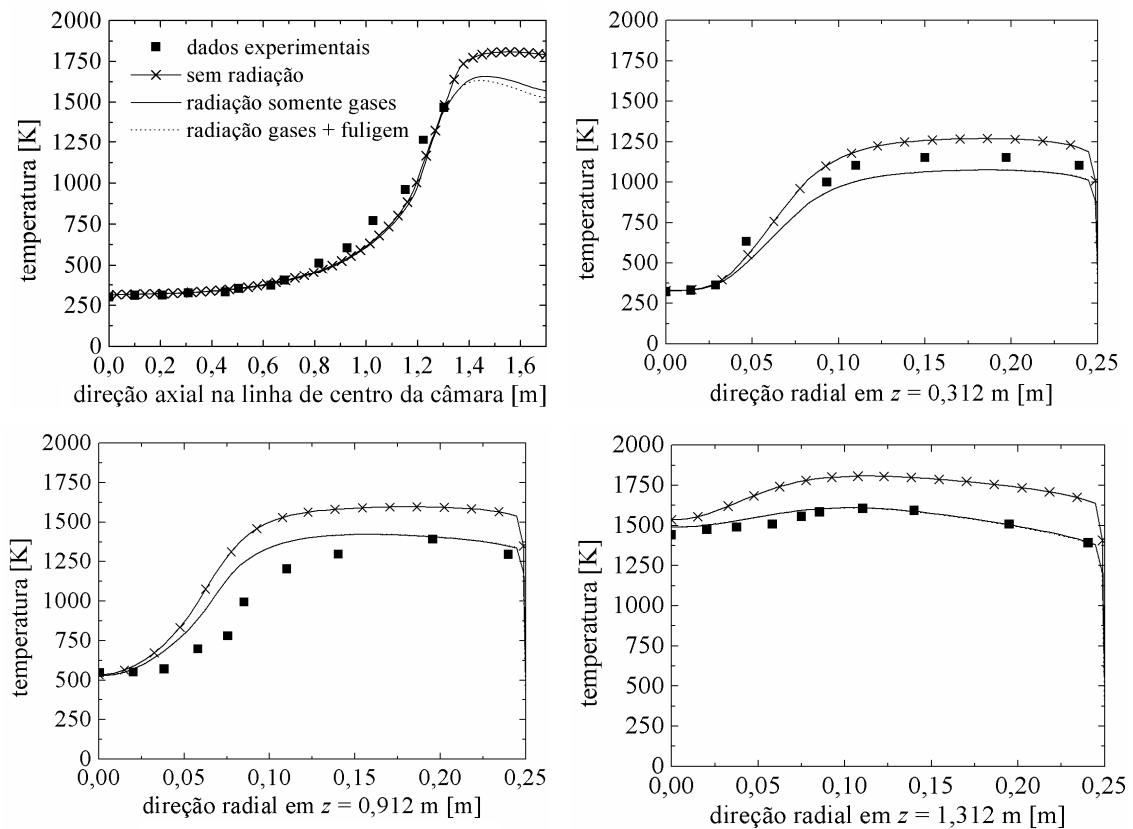 2000
1750
1500
1250
1000
750
500
250
0
temperatura [K]
dados experimentais
sem radiação
radiação somente gases
radiação gases + fuligem
0,0 0,2 0,4 0,6 0,8 1,0 1,2 1,4 1,6
direção axial na linha de centro da câmara [m]
2000
1750
1500
1250
1000
750
500
250
0
temperatura [K]
0,00 0,05 0,10 0,15 0,20 0,25
direção radial em z = 0,312 m [m]
2000
1750
1500
1250
1000
750
500
250
0
temperatura [K]
0,00 0,05 0,10 0,15 0,20 0,25
direção radial em z = 0,912 m [m]
2000
1750
1500
1250
1000
750
500
250
0
temperatura [K]
0,00 0,05 0,10 0,15 0,20 0,25
direção radial em z = 1,312 m [m]